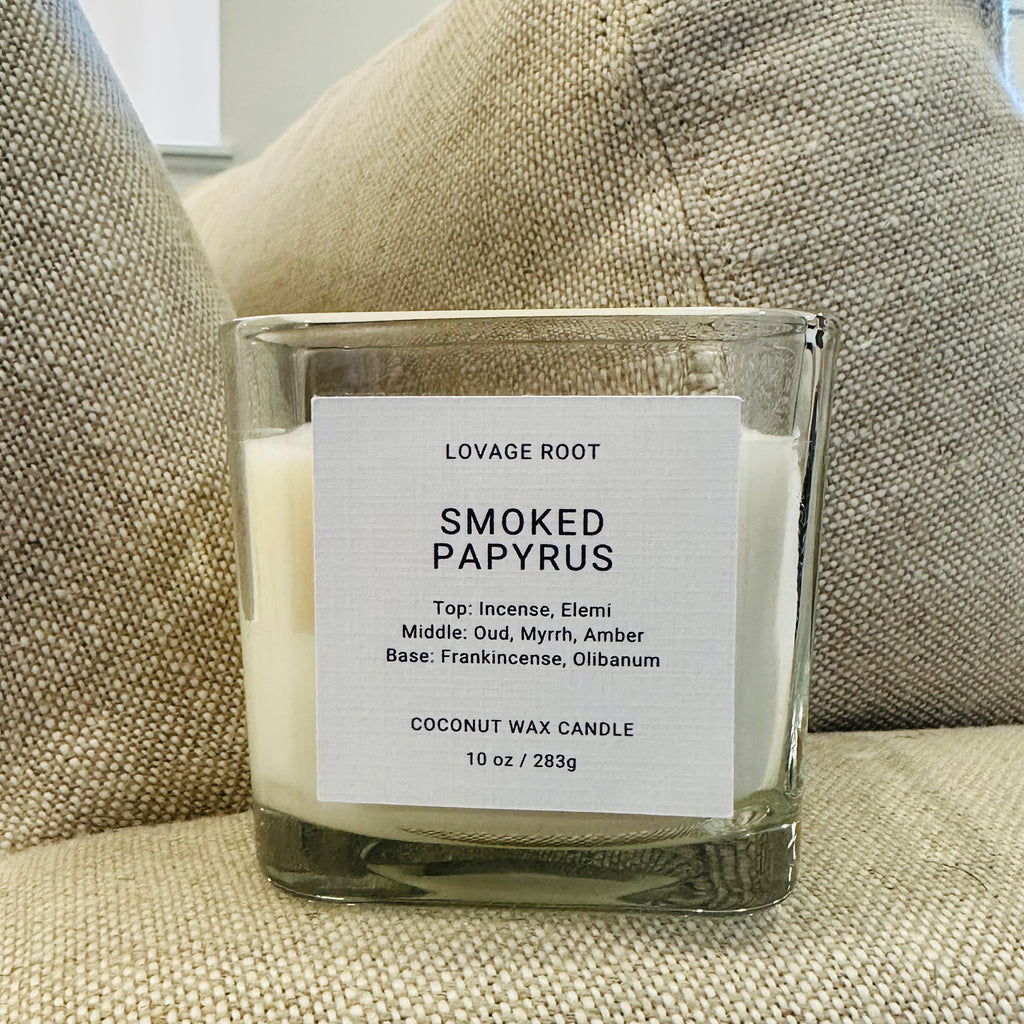 LOVAGE ROOT
SMOKED
PAPYRUS
Top: Incense, Elemi
Middle: Oud, Myrrh, Amber
Base: Frankincense, Olibanum
COCONUT WAX CANDLE
10 oz / 283g